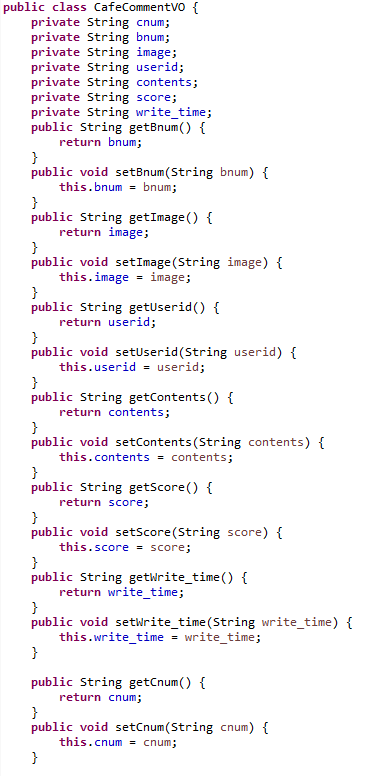 public class CafeCommentVO {
    private String cnum;
    private String bnum;
    private String image;
    private String userid;
    private String contents;
    private String score;
    private String write_time;
    public String getBnum() {
        return bnum;
    }
    public void setBnum(String bnum) {
        this.bnum = bnum;
    }
    public String getImage() {
        return image;
    }
    public void setImage(String image) {
        this.image = image;
    }
    public String getUserid() {
        return userid;
    }
    public void setUserid(String userid) {
        this.userid = userid;
    }
    public String getContents() {
        return contents;
    }
    public void setContents(String contents) {
        this.contents = contents;
    }
    public String getScore() {
        return score;
    }
    public void setScore(String score) {
        this.score = score;
    }
    public String getWrite_time() {
        return write_time;
    }
    public void setWrite_time(String write_time) {
        this.write_time = write_time;
    }

    public String getCnum() {
        return cnum;
    }
    public void setCnum(String cnum) {
        this.cnum = cnum;
    }